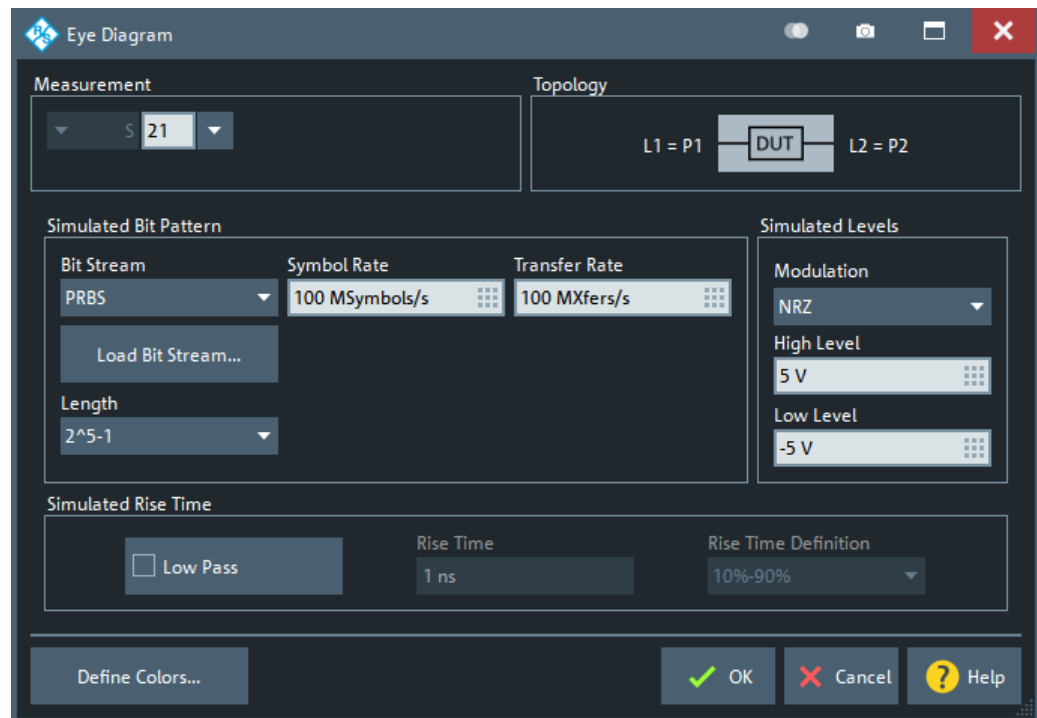 R&S Eye Diagram
Measurement
S 21
Topology
L1 = P1 DUT L2 = P2
Simulated Bit Pattern
Bit Stream Symbol Rate Transfer Rate
PRBS 100 MSymbols/s 100 MXfers/s
Load Bit Stream...
Length
2^5-1
Simulated Levels
Modulation
NRZ
High Level
5 V
Low Level
-5 V
Simulated Rise Time
Low Pass
Rise Time
1 ns
Rise Time Definition
10%-90%
Define Colors... OK Cancel ? Help